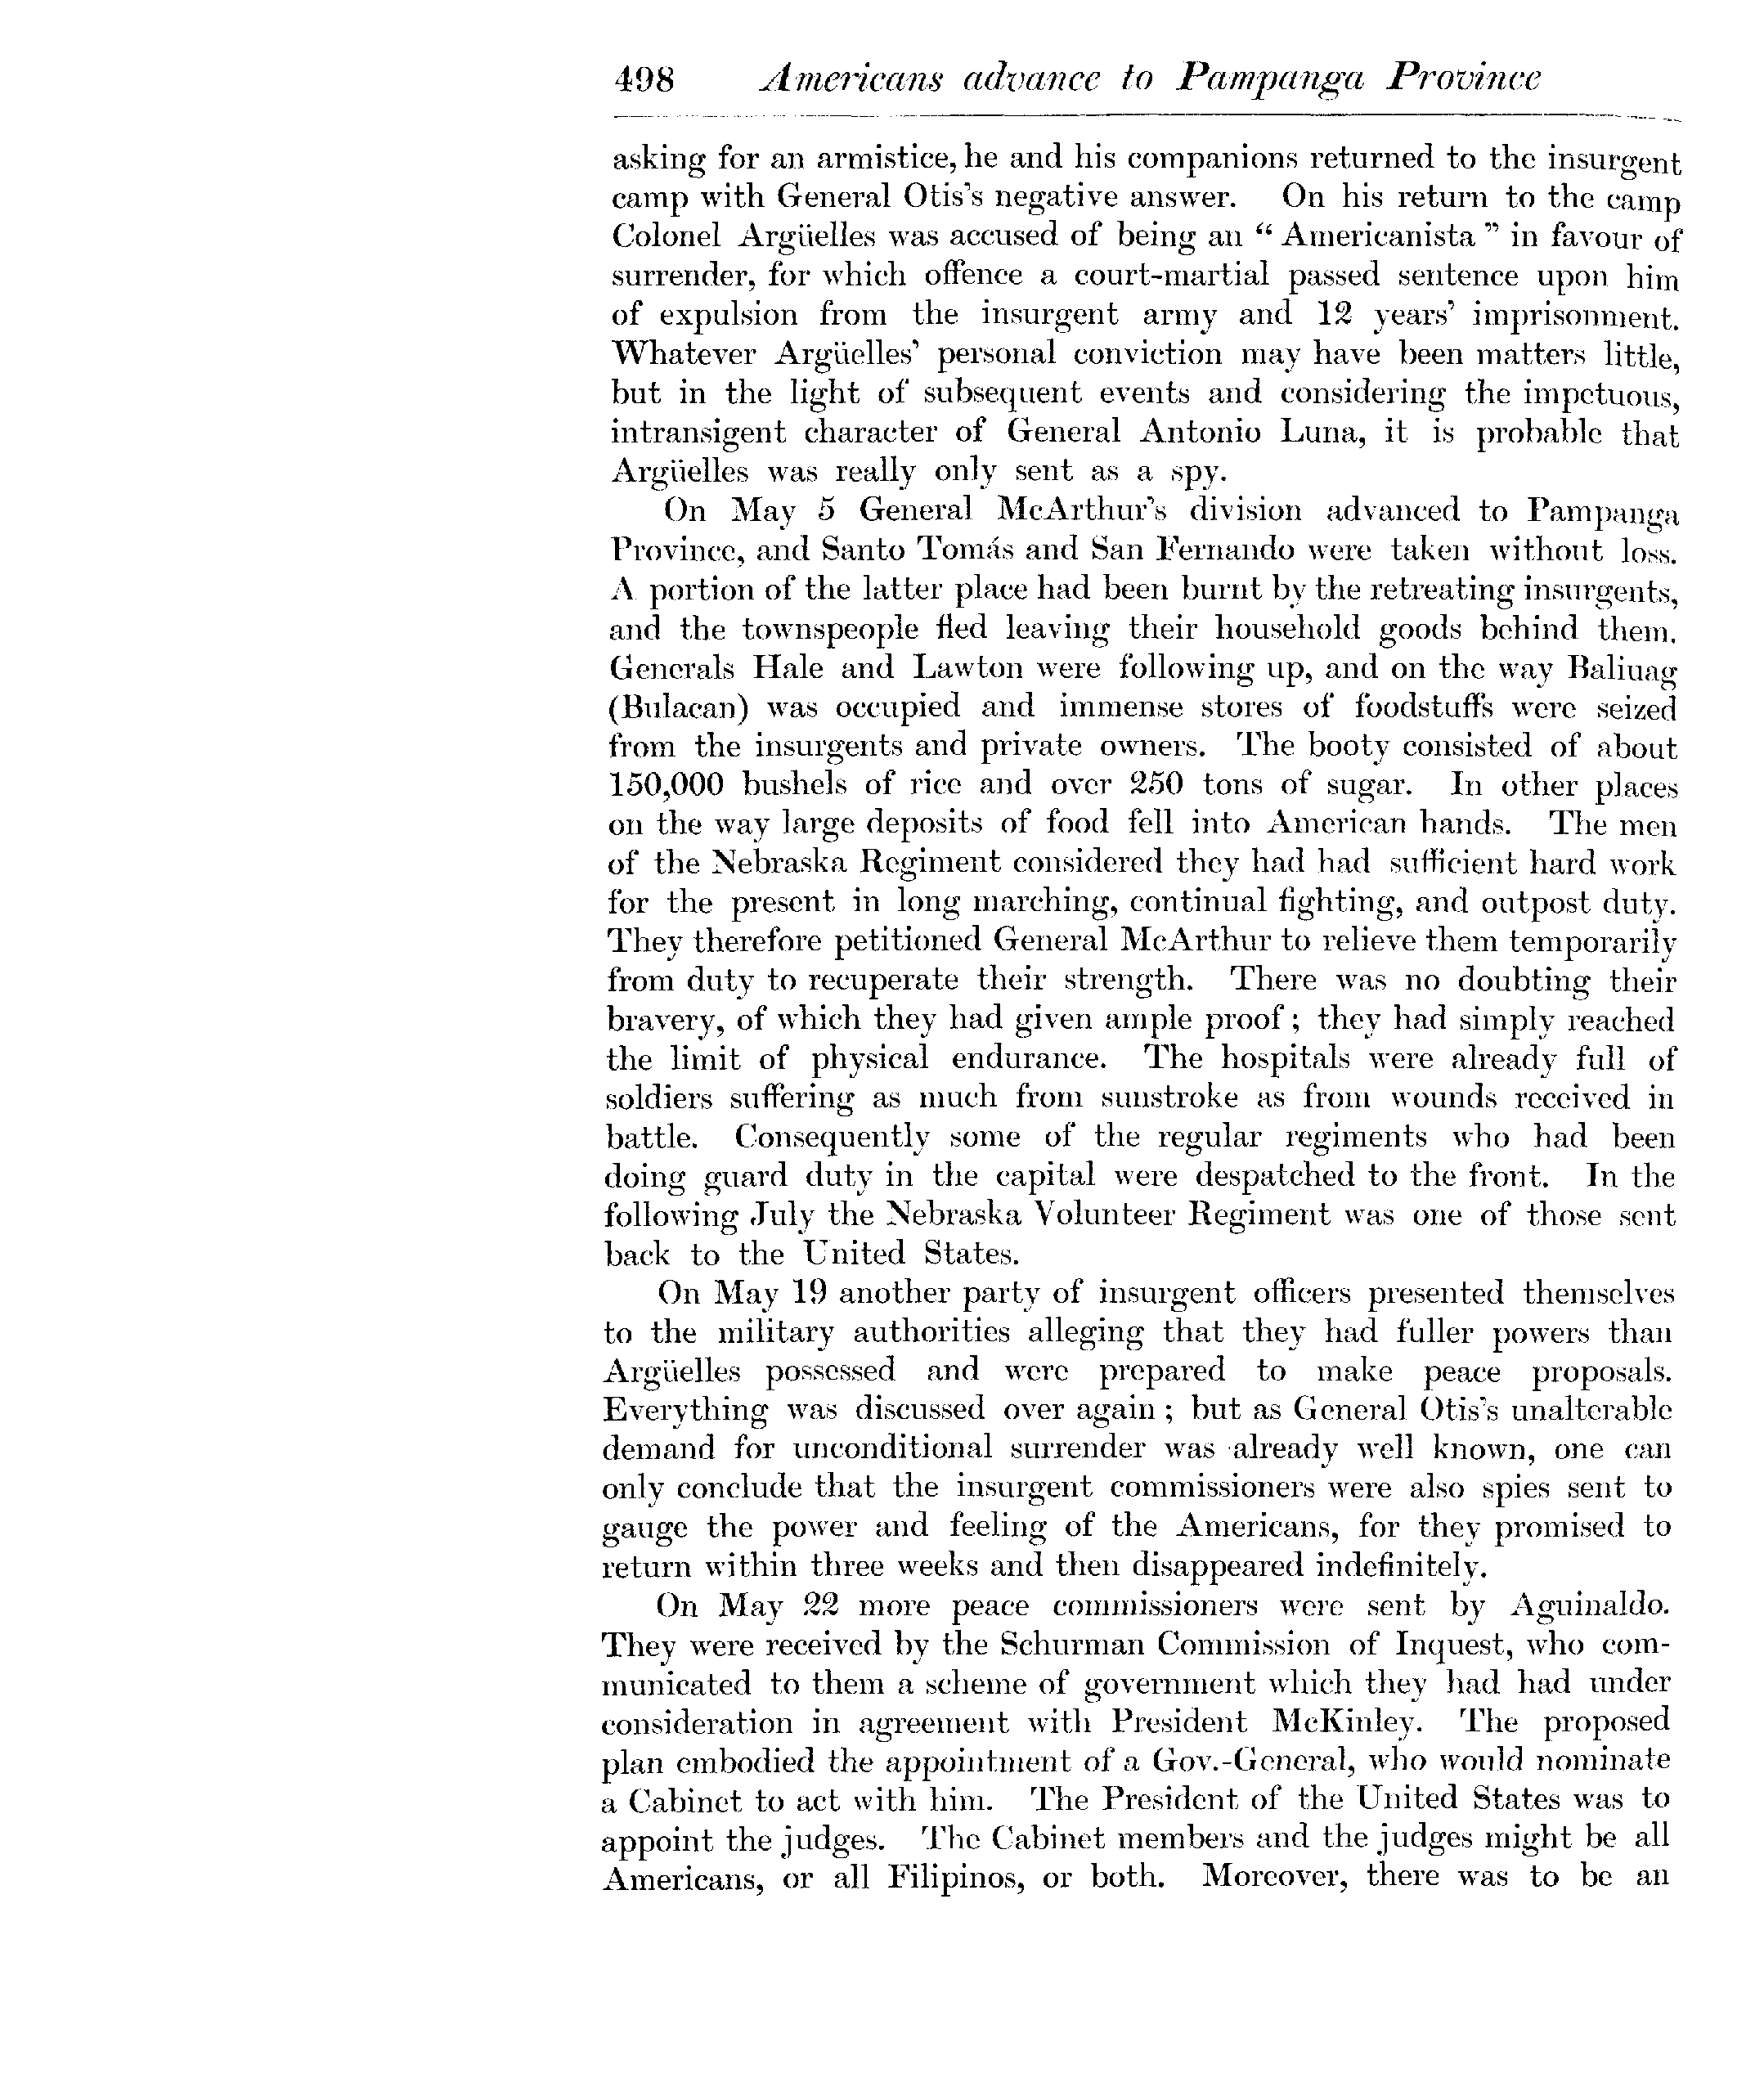 498 Americans advance to Pampanga Province
asking for an armistice, he and his companions returned to the insurgent
camp with General Otis's negative answer. On his return to the camp
Colonel Argüelles was accused of being an “ Americanista ” in favour of
surrender, for which offence a court-martial passed sentence upon him
of expulsion from the insurgent army and 12 years' imprisonment.
Whatever Argüelles' personal conviction may have been matters little,
but in the light of subsequent events and considering the impetuous,
intransigent character of General Antonio Luna, it is probable that
Argüelles was really only sent as a spy.
On May 5 General McArthur's division advanced to Pampanga
Province, and Santo Tomás and San Fernando were taken without loss.
A portion of the latter place had been burnt by the retreating insurgents,
and the townspeople fled leaving their household goods behind them.
Generals Hale and Lawton were following up, and on the way Baliuag
(Bulacan) was occupied and immense stores of foodstuffs were seized
from the insurgents and private owners. The booty consisted of about
150,000 bushels of rice and over 250 tons of sugar. In other places
on the way large deposits of food fell into American hands. The men
of the Nebraska Regiment considered they had had sufficient hard work
for the present in long marching, continual fighting, and outpost duty.
They therefore petitioned General McArthur to relieve them temporarily
from duty to recuperate their strength. There was no doubting their
bravery, of which they had given ample proof ; they had simply reached
the limit of physical endurance. The hospitals were already full of
soldiers suffering as much from sunstroke as from wounds received in
battle. Consequently some of the regular regiments who had been
doing guard duty in the capital were despatched to the front. In the
following July the Nebraska Volunteer Regiment was one of those sent
back to the United States.
On May 19 another party of insurgent officers presented themselves
to the military authorities alleging that they had fuller powers than
Argüelles possessed and were prepared to make peace proposals.
Everything was discussed over again ; but as General Otis's unalterable
demand for unconditional surrender was already well known, one can
only conclude that the insurgent commissioners were also spies sent to
gauge the power and feeling of the Americans, for they promised to
return within three weeks and then disappeared indefinitely.
On May 22 more peace commissioners were sent by Aguinaldo.
They were received by the Schurman Commission of Inquest, who com-
municated to them a scheme of government which they had had under
consideration in agreement with President McKinley. The proposed
plan embodied the appointment of a Gov.-General, who would nominate
a Cabinet to act with him. The President of the United States was to
appoint the judges. The Cabinet members and the judges might be all
Americans, or all Filipinos, or both. Moreover, there was to be an